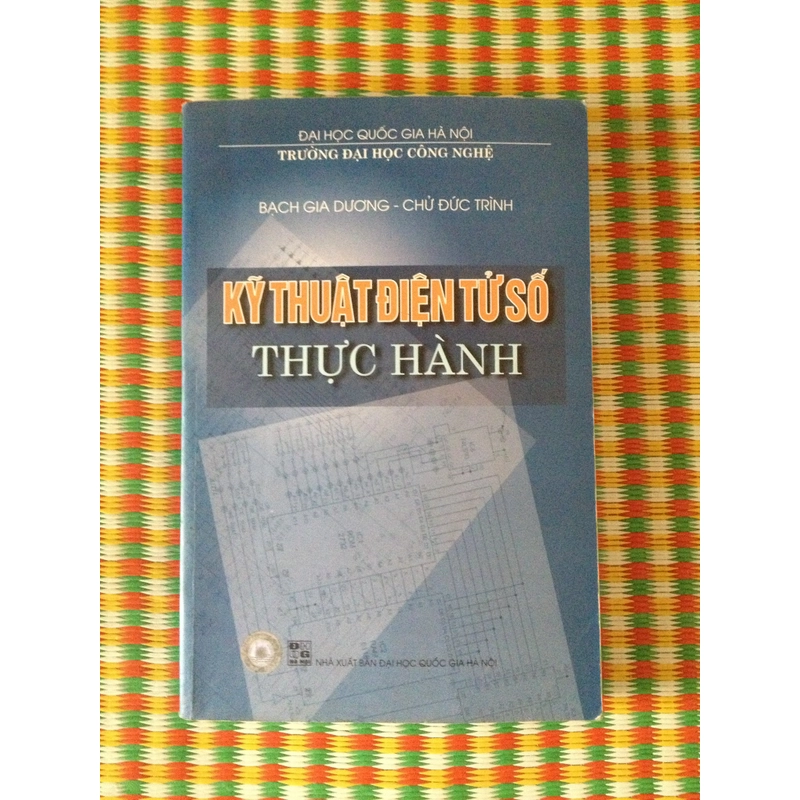 ĐẠI HỌC QUỐC GIA HÀ NỘI
TRƯỜNG ĐẠI HỌC CÔNG NGHỆ
BẠCH GIA DƯƠNG - CHỬ ĐỨC TRÌNH
KỸ THUẬT ĐIỆN TỬ SỐ
THỰC HÀNH
NHÀ XUẤT BẢN ĐẠI HỌC QUỐC GIA HÀ NỘI